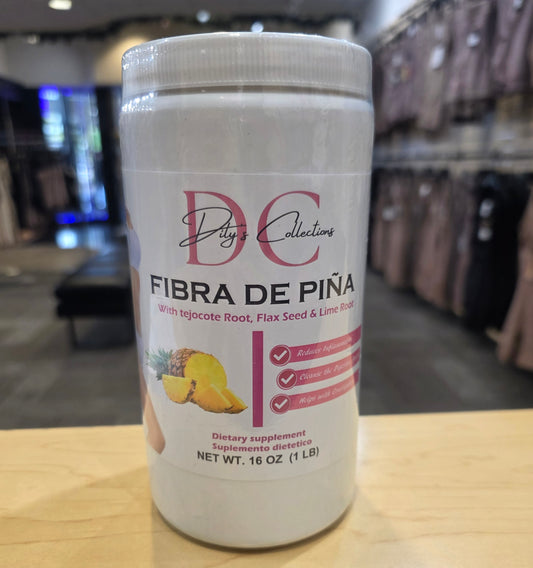 DC
Dity's Collections
FIBRA DE PIÑA
With tejocote Root, Flax Seed & Lime Root
Reduce
Cleanse the
Helps with
Dietary supplement
Suplemento dietetico
NET WT. 16 OZ (1 LB)